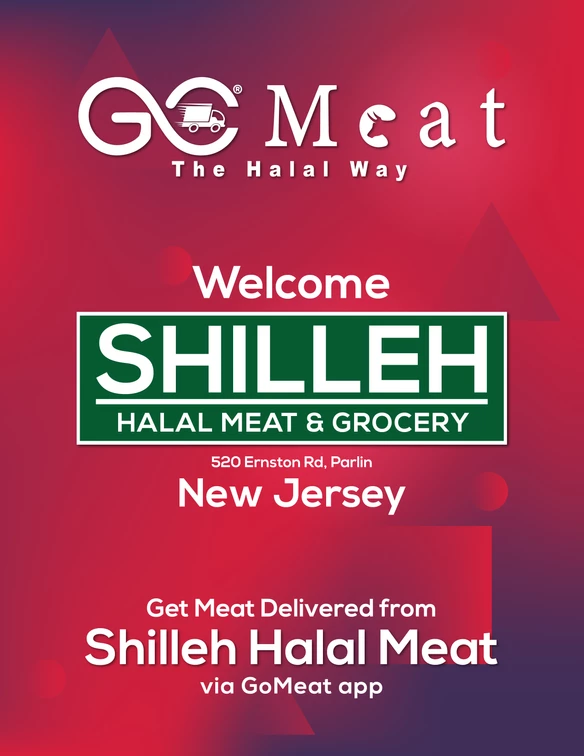 GO® Meat
The Halal Way
Welcome
SHILLEH
HALAL MEAT & GROCERY
520 Ernston Rd, Parlin
New Jersey
Get Meat Delivered from
Shilleh Halal Meat
via GoMeat app